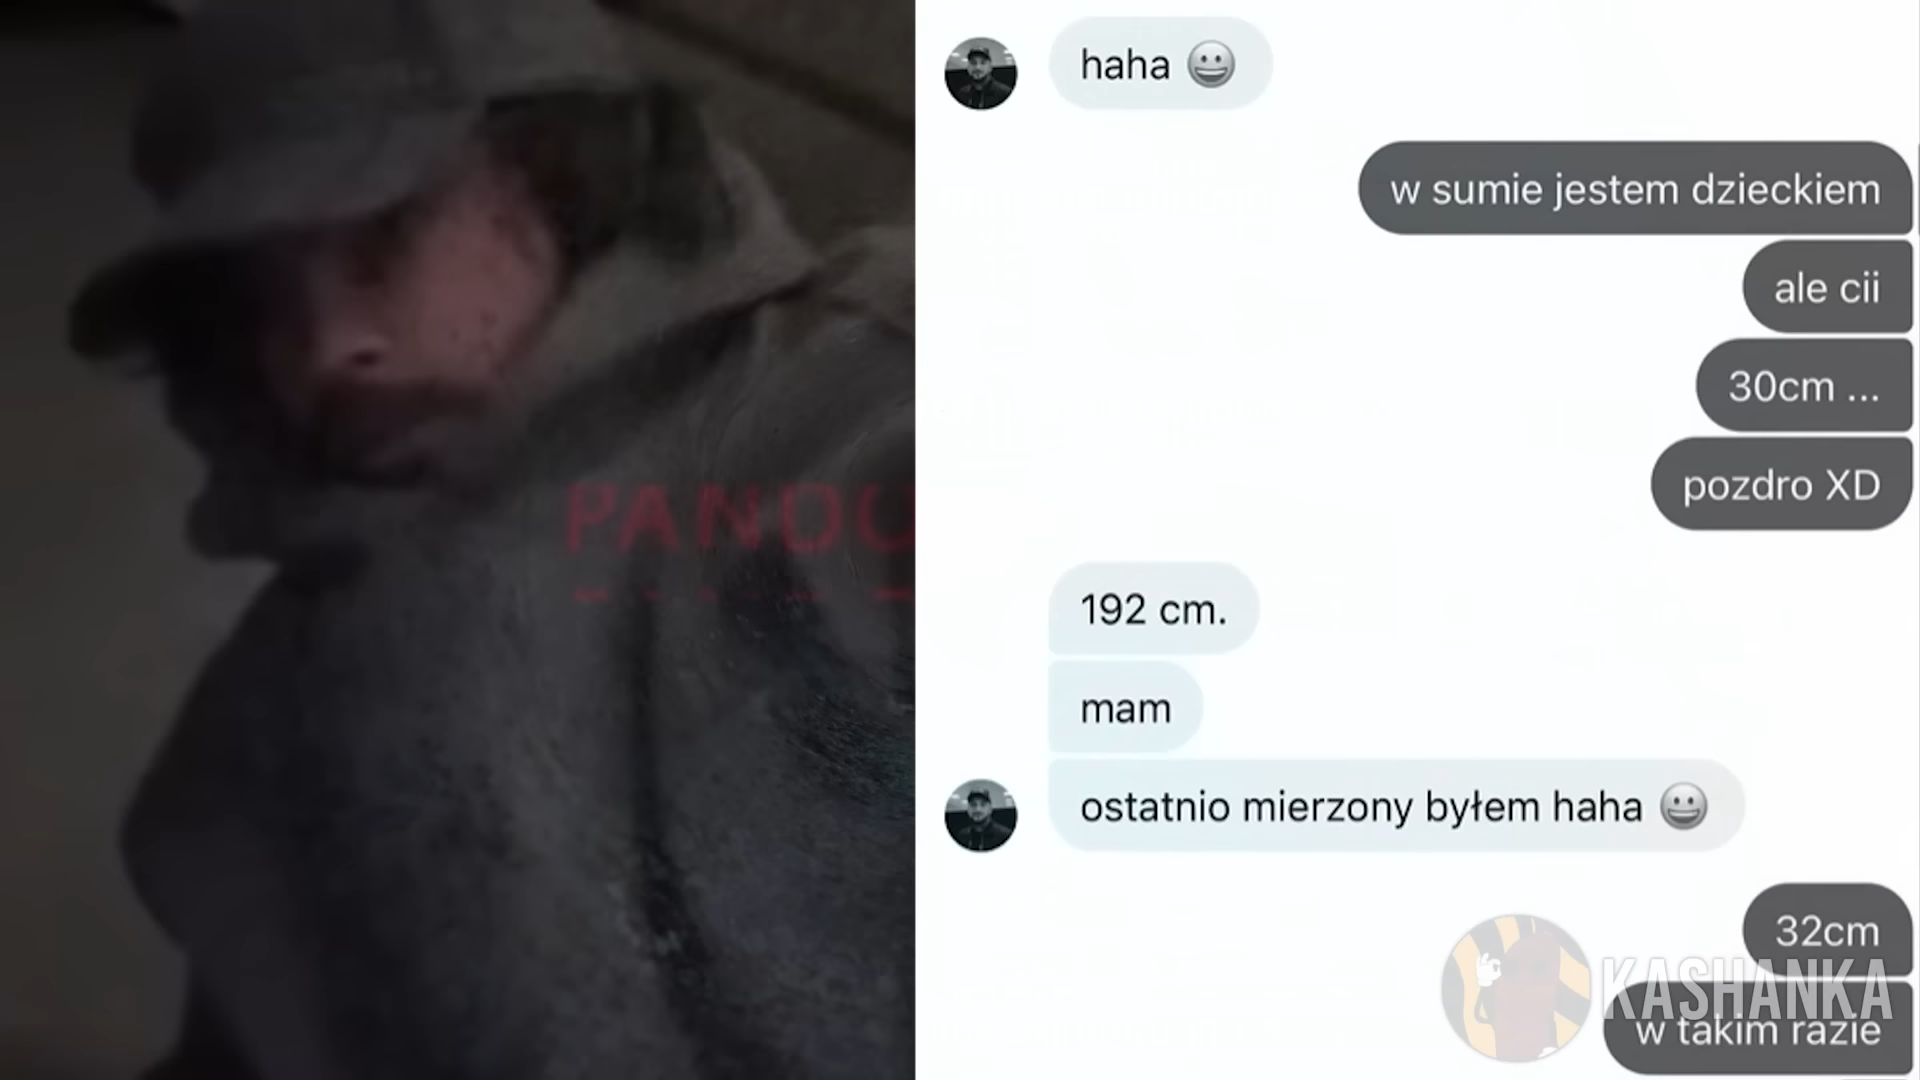 PANDO
haha 😀
w sumie jestem dzieckiem
ale cii
30cm ...
pozdro XD
192 cm.
mam
ostatnio mierzony byłem haha 😀
32cm
KASHANKA
w takim razie